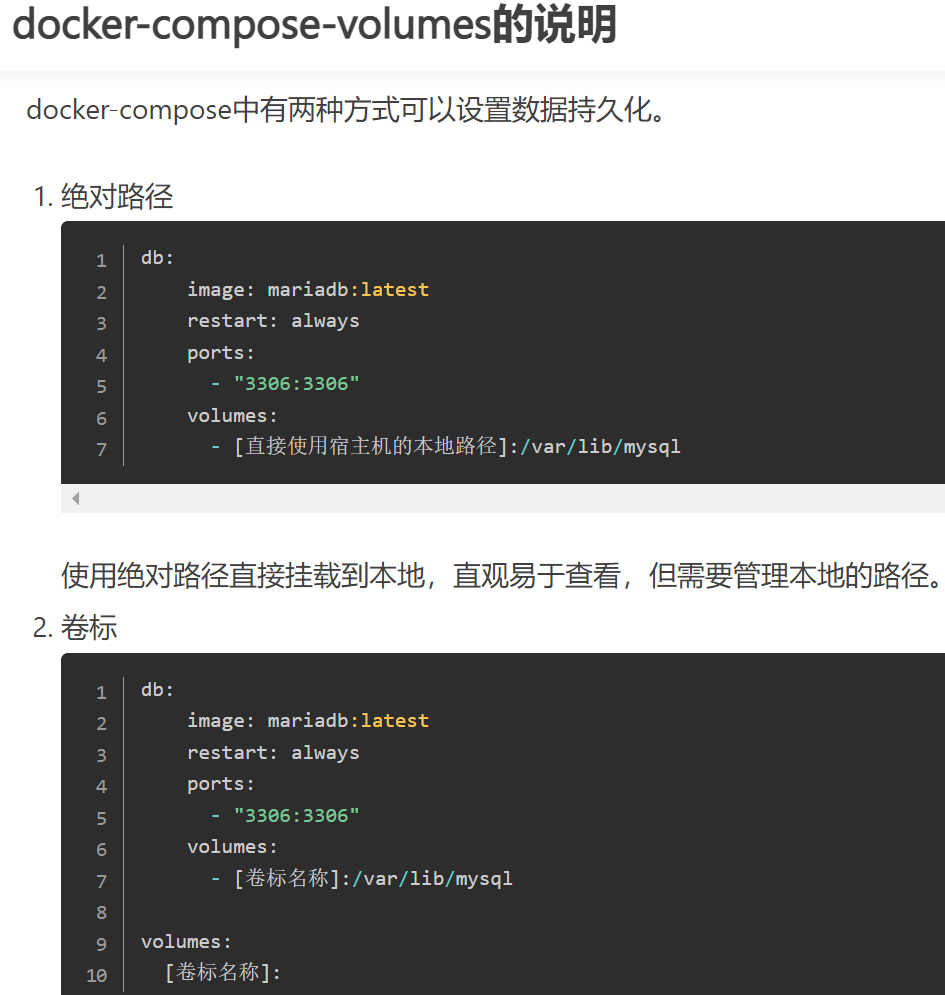 docker-compose-volumes的说明
docker-compose中有两种方式可以设置数据持久化。
1. 绝对路径
1 db:
2     image: mariadb:latest
3     restart: always
4     ports:
5       - "3306:3306"
6     volumes:
7       - [直接使用宿主机的本地路径]:/var/lib/mysql
使用绝对路径直接挂载到本地，直观易于查看，但需要管理本地的路径。
2. 卷标
1 db:
2     image: mariadb:latest
3     restart: always
4     ports:
5       - "3306:3306"
6     volumes:
7       - [卷标名称]:/var/lib/mysql
8
9 volumes:
10   [卷标名称]: